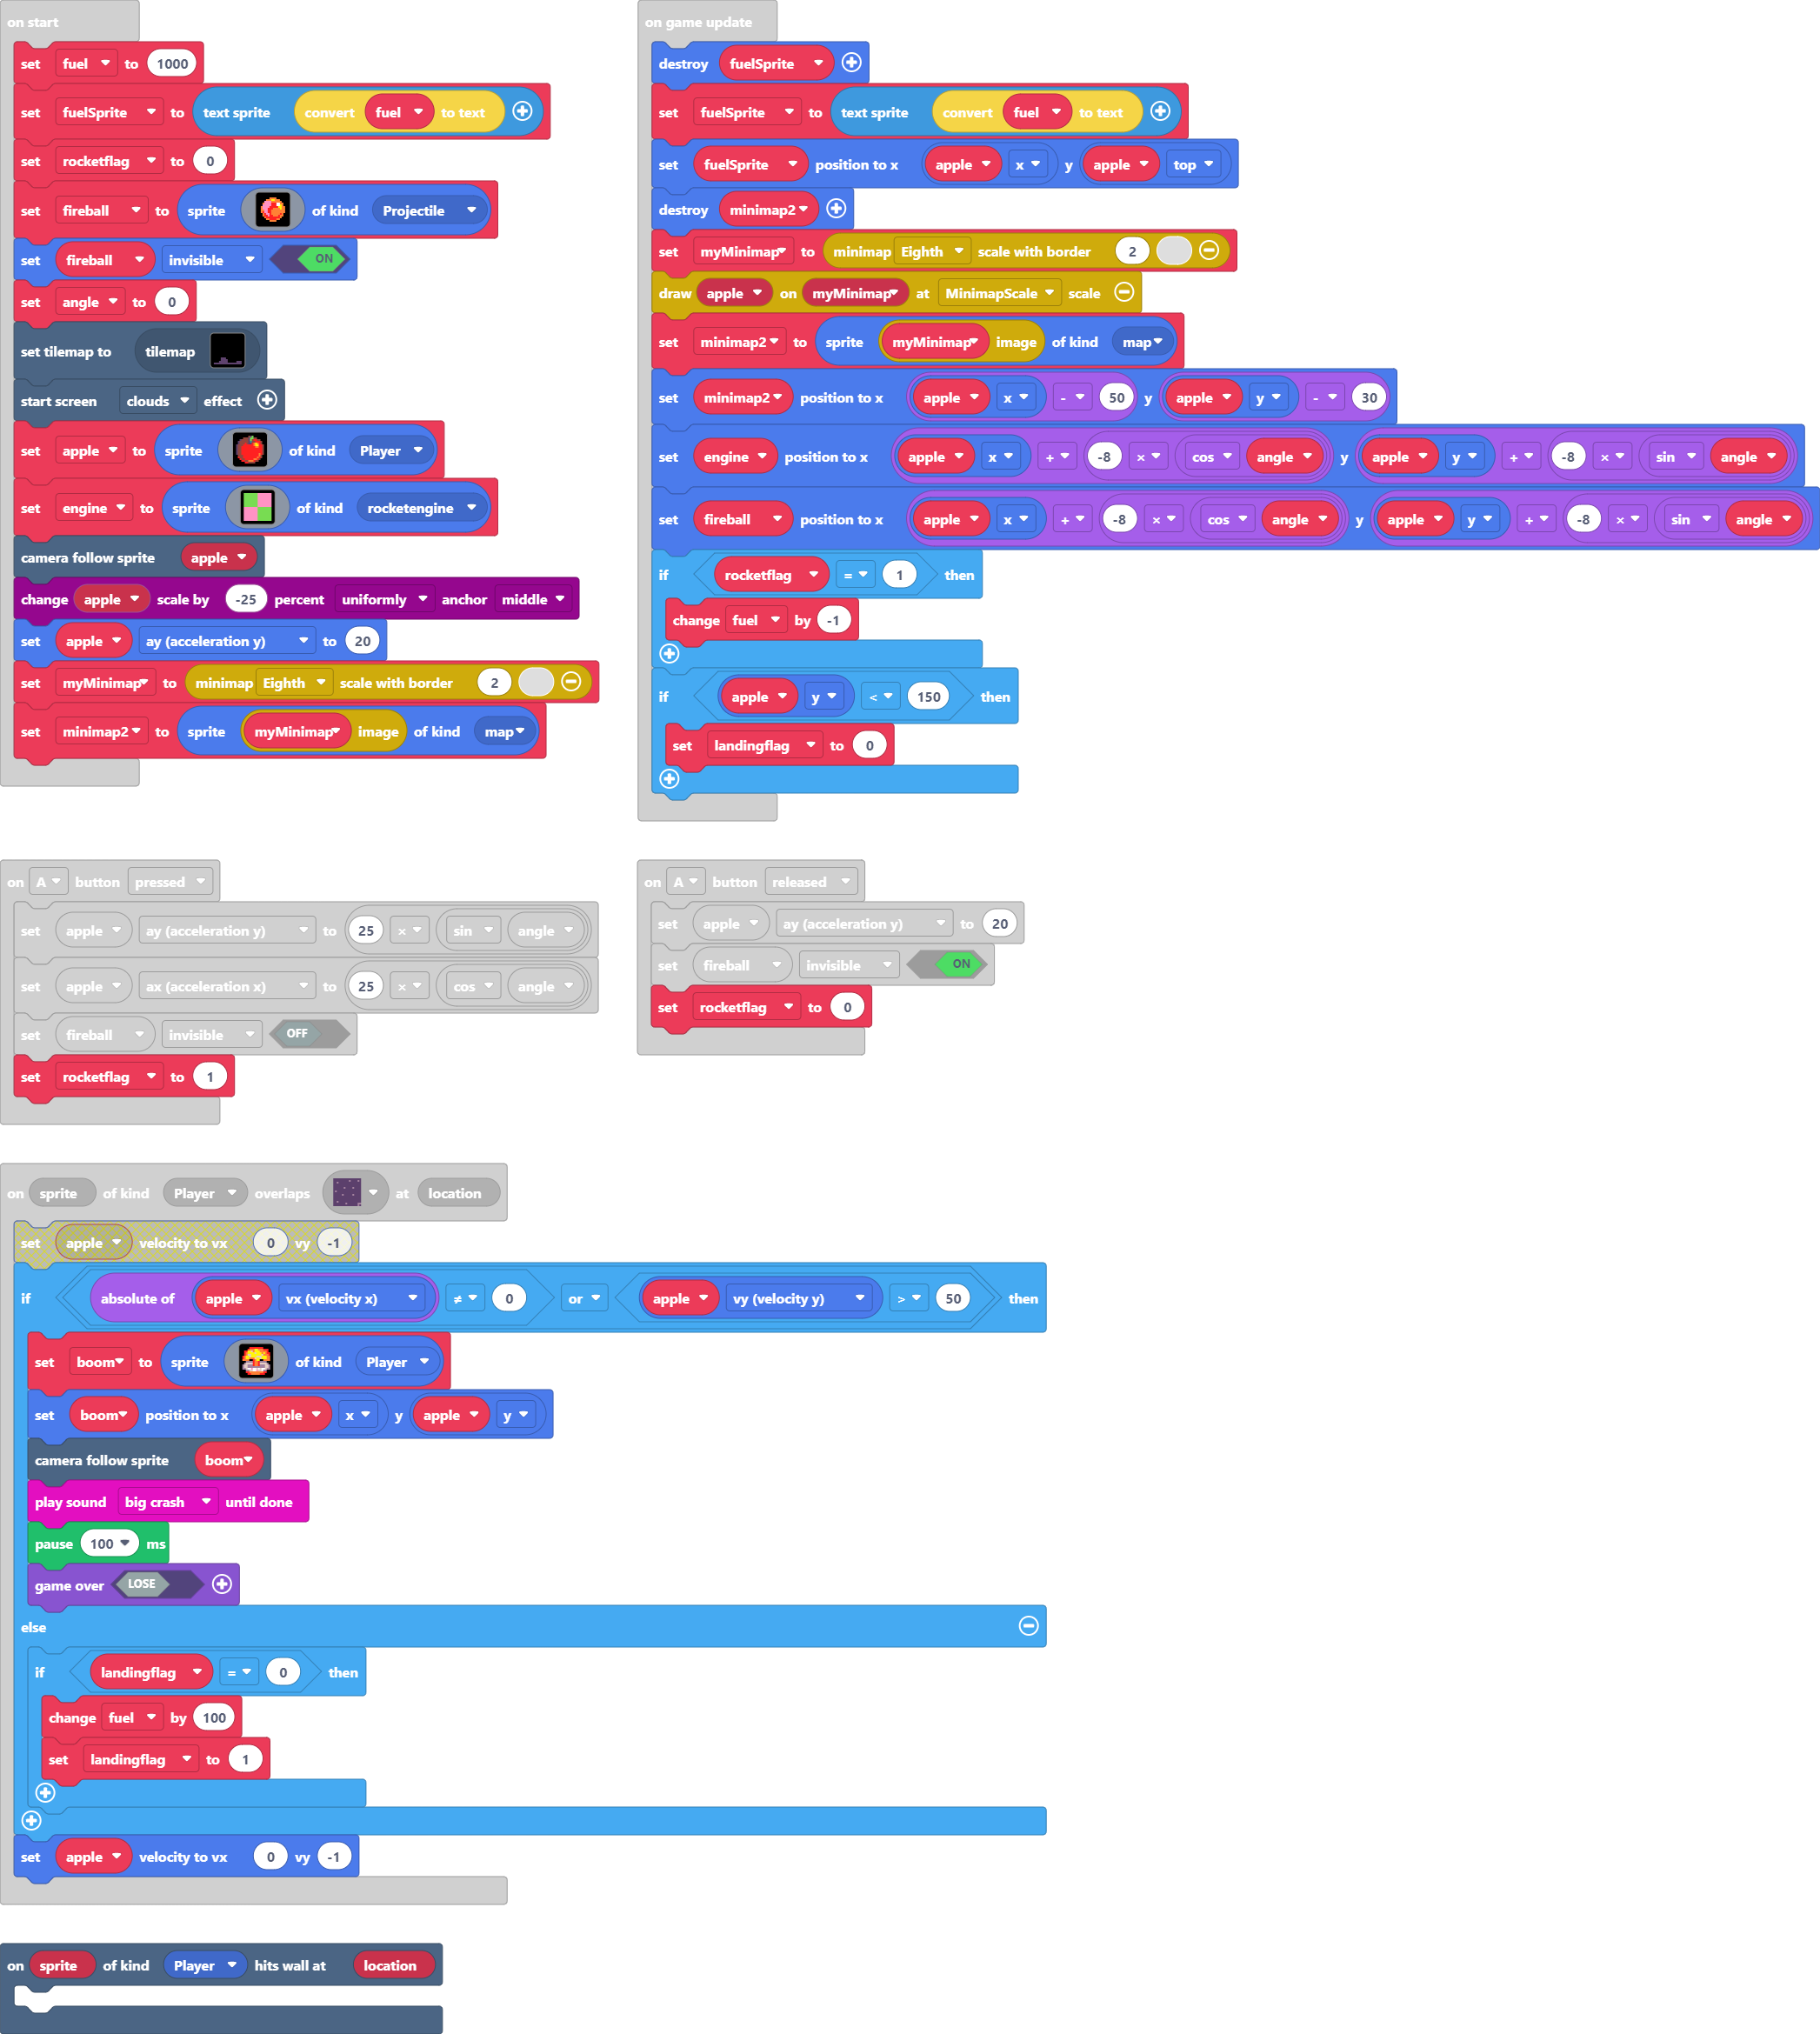 on start
set fuel to 1000
set fuelSprite to text sprite convert fuel to text
set rocketflag to 0
set fireball to sprite of kind Projectile
set fireball invisible ON
set angle to 0
set tilemap to tilemap
start screen clouds effect
set apple to sprite of kind Player
set engine to sprite of kind rocketengine
camera follow sprite apple
change apple scale by -25 percent uniformly anchor middle
set apple ay (acceleration y) to 20
set myMinimap to minimap Eighth scale with border 2
set minimap2 to sprite myMinimap image of kind map
on game update
destroy fuelSprite
set fuelSprite to text sprite convert fuel to text
set fuelSprite position to x apple x y apple top
destroy minimap2
set myMinimap to minimap Eighth scale with border 2
draw apple on myMinimap at MinimapScale scale
set minimap2 to sprite myMinimap image of kind map
set minimap2 position to x apple x - 50 y apple y - 30
set engine position to x apple x + -8 × cos angle y apple y + -8 × sin angle
set fireball position to x apple x + -8 × cos angle y apple y + -8 × sin angle
if rocketflag = 1 then
change fuel by -1
if apple y < 150 then
set landingflag to 0
on A button pressed
set apple ay (acceleration y) to 25 × sin angle
set apple ax (acceleration x) to 25 × cos angle
set fireball invisible OFF
set rocketflag to 1
on A button released
set apple ay (acceleration y) to 20
set fireball invisible ON
set rocketflag to 0
on sprite of kind Player overlaps at location
set apple velocity to vx 0 vy -1
if absolute of apple vx (velocity x) ≠ 0 or apple vy (velocity y) > 50 then
set boom to sprite of kind Player
set boom position to x apple x y apple y
camera follow sprite boom
play sound big crash until done
pause 100 ms
game over LOSE
else
if landingflag = 0 then
change fuel by 100
set landingflag to 1
set apple velocity to vx 0 vy -1
on sprite of kind Player hits wall at location